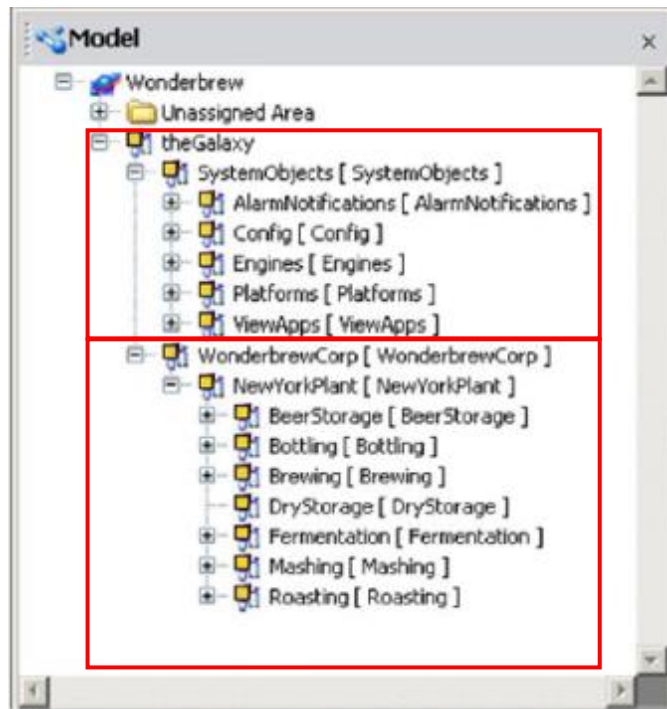 Model
Wonderbrew
Unassigned Area
theGalaxy
SystemObjects [ SystemObjects ]
AlarmNotifications [ AlarmNotifications ]
Config [ Config ]
Engines [ Engines ]
Platforms [ Platforms ]
ViewApps [ ViewApps ]
WonderbrewCorp [ WonderbrewCorp ]
NewYorkPlant [ NewYorkPlant ]
BeerStorage [ BeerStorage ]
Bottling [ Bottling ]
Brewing [ Brewing ]
DryStorage [ DryStorage ]
Fermentation [ Fermentation ]
Mashing [ Mashing ]
Roasting [ Roasting ]